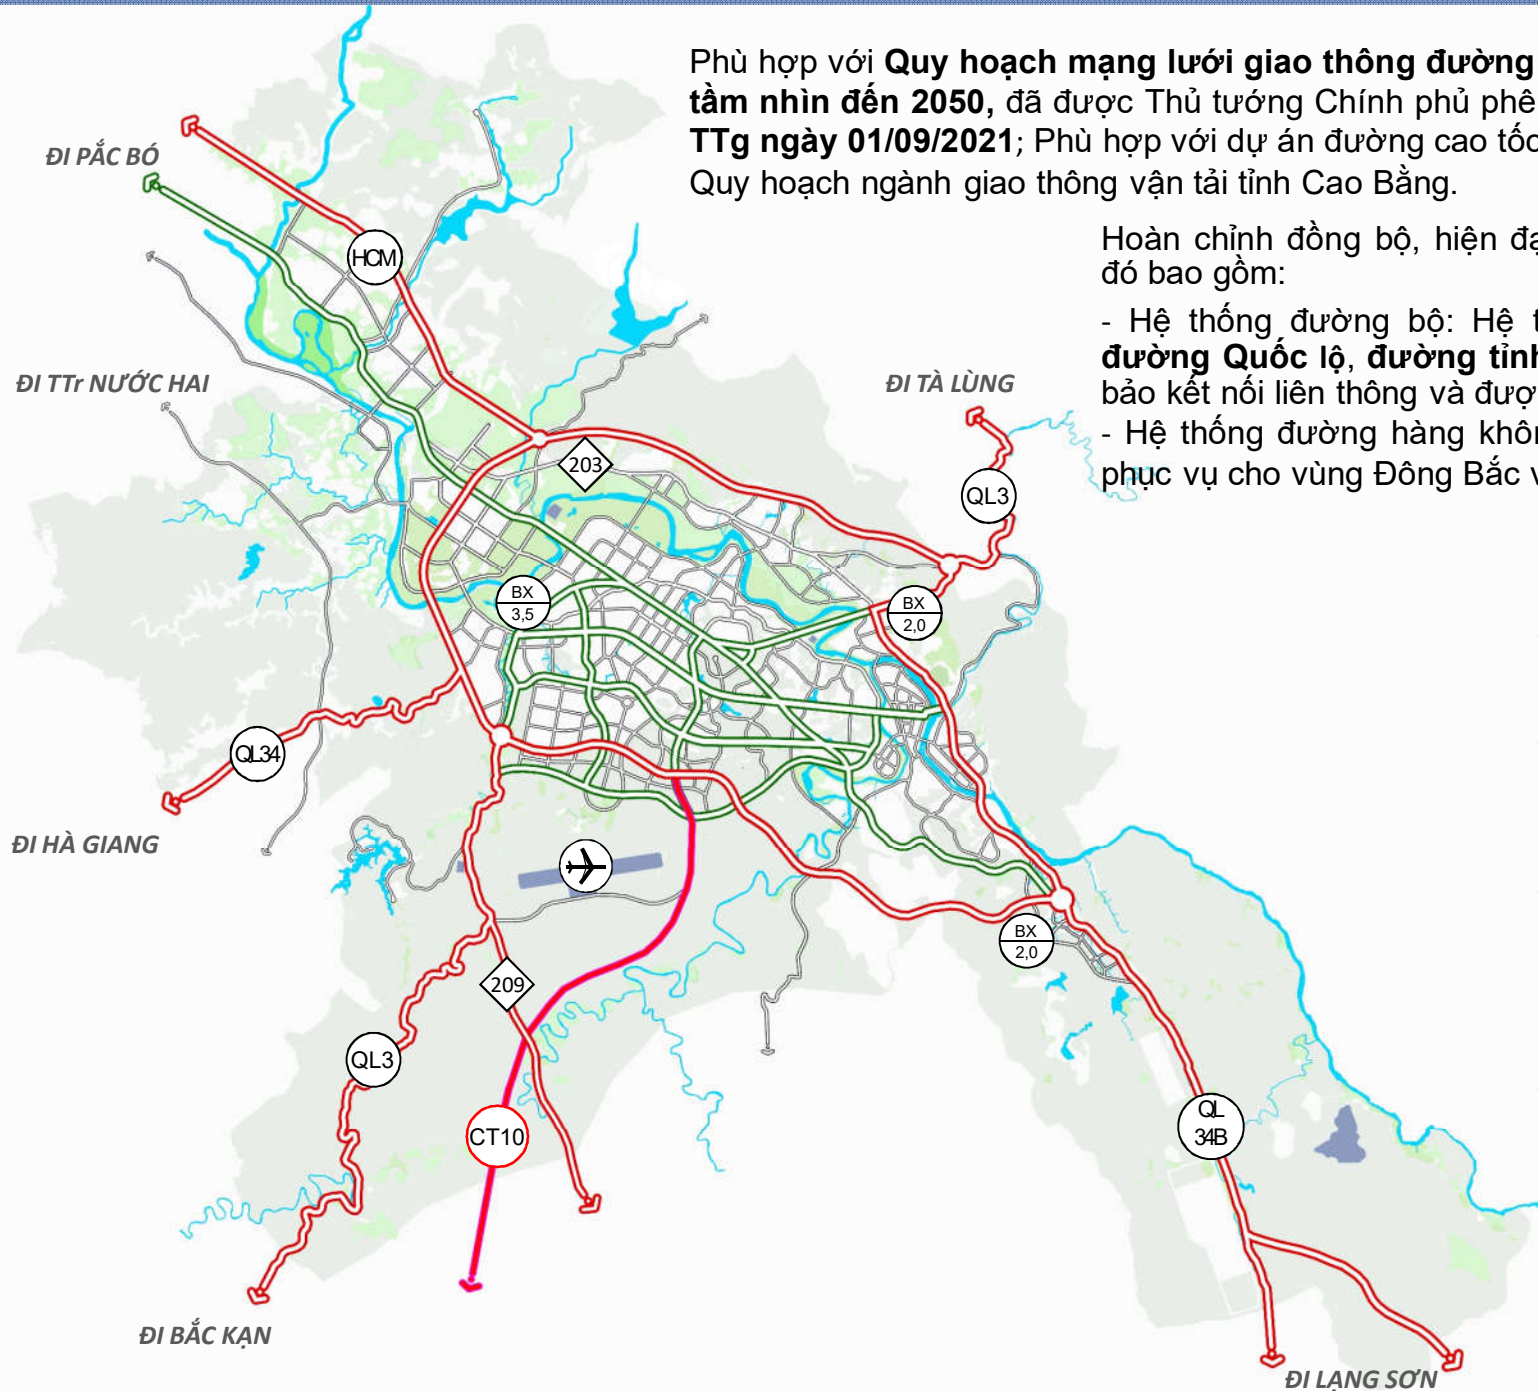 Phù hợp với Quy hoạch mạng lưới giao thông đường
tầm nhìn đến 2050, đã được Thủ tướng Chính phủ phê
TTg ngày 01/09/2021; Phù hợp với dự án đường cao tốc
Quy hoạch ngành giao thông vận tải tỉnh Cao Bằng.
ĐI PẮC BÓ
Hoàn chỉnh đồng bộ, hiện đạ
đó bao gồm:
HCM
- Hệ thống đường bộ: Hệ t
đường Quốc lộ, đường tỉnh
bảo kết nối liên thông và đượ
- Hệ thống đường hàng khôn
phục vụ cho vùng Đông Bắc v
ĐI TTr NƯỚC HAI
ĐI TÀ LÙNG
203
QL3
BX
3,5
BX
2,0
QL34
ĐI HÀ GIANG
BX
2,0
209
QL3
CT10
QL
34B
ĐI BẮC KẠN
ĐI LẠNG SƠN